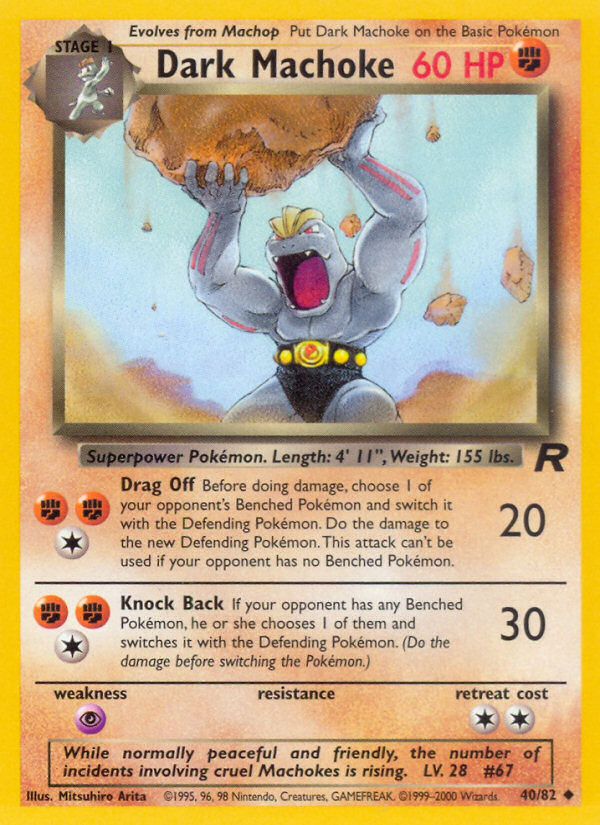 Evolves from Machop Put Dark Machoke on the Basic Pokémon
STAGE 1
Dark Machoke 60 HP
Superpower Pokémon. Length: 4' 11", Weight: 155 lbs.
R
Drag Off Before doing damage, choose 1 of
your opponent's Benched Pokémon and switch it
with the Defending Pokémon. Do the damage to
the new Defending Pokémon. This attack can't be
used if your opponent has no Benched Pokémon.
20
Knock Back If your opponent has any Benched
Pokémon, he or she chooses 1 of them and
switches it with the Defending Pokémon. (Do the
damage before switching the Pokémon.)
30
weakness resistance retreat cost
While normally peaceful and friendly, the number of
incidents involving cruel Machokes is rising. LV. 28 #67
Illus. Mitsuhiro Arita ©1995, 96, 98 Nintendo, Creatures, GAMEFREAK. ©1999-2000 Wizards. 40/82